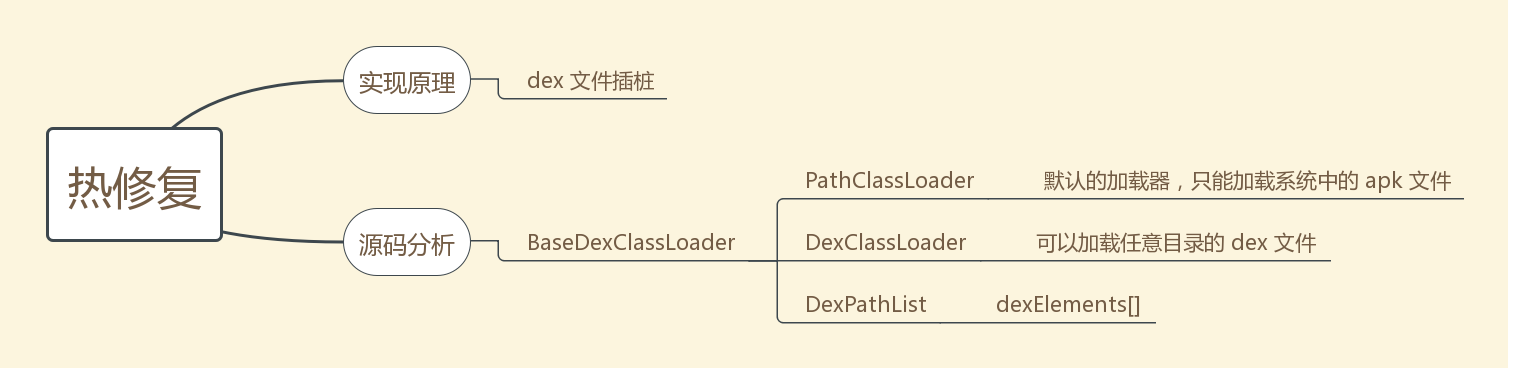 热修复
实现原理
dex 文件插桩
源码分析
BaseDexClassLoader
PathClassLoader
默认的加载器，只能加载系统中的 apk 文件
DexClassLoader
可以加载任意目录的 dex 文件
DexPathList
dexElements[]